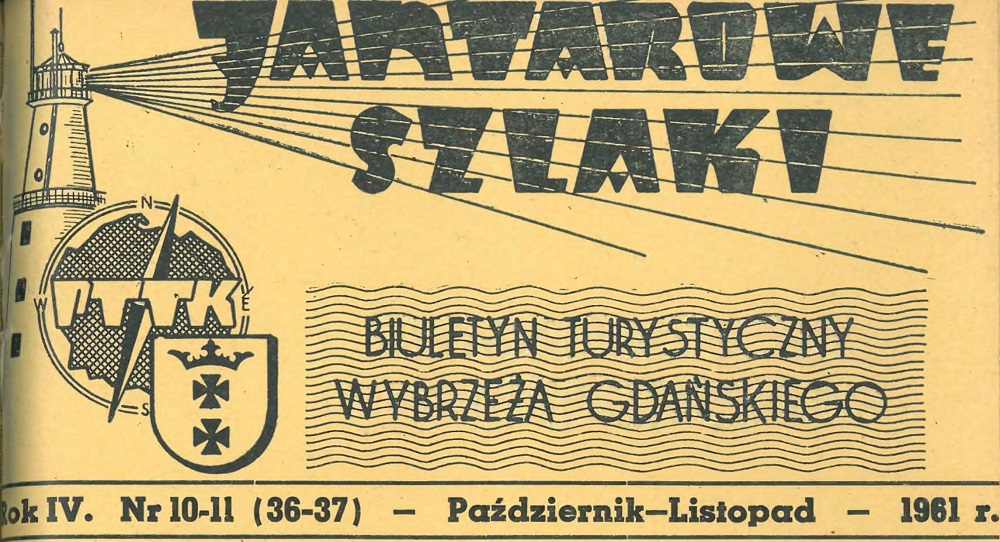 JANTAROWE
SZLAKI
N
W
E
PTTK
S
BIULETYN TURYSTYCZNY
WYBRZEŻA GDAŃSKIEGO
Rok IV. Nr 10-11 (36-37) — Październik—Listopad — 1961 r.